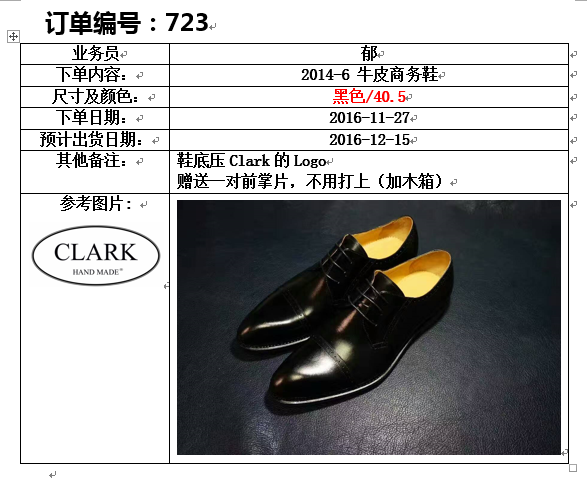 订单编号：723
业务员 郁
下单内容： 2014-6 牛皮商务鞋
尺寸及颜色： 黑色/40.5
下单日期： 2016-11-27
预计出货日期： 2016-12-15
其他备注： 鞋底压 Clark 的 Logo
赠送一对前掌片，不用打上（加木箱）
参考图片：
CLARK
HAND MADE®